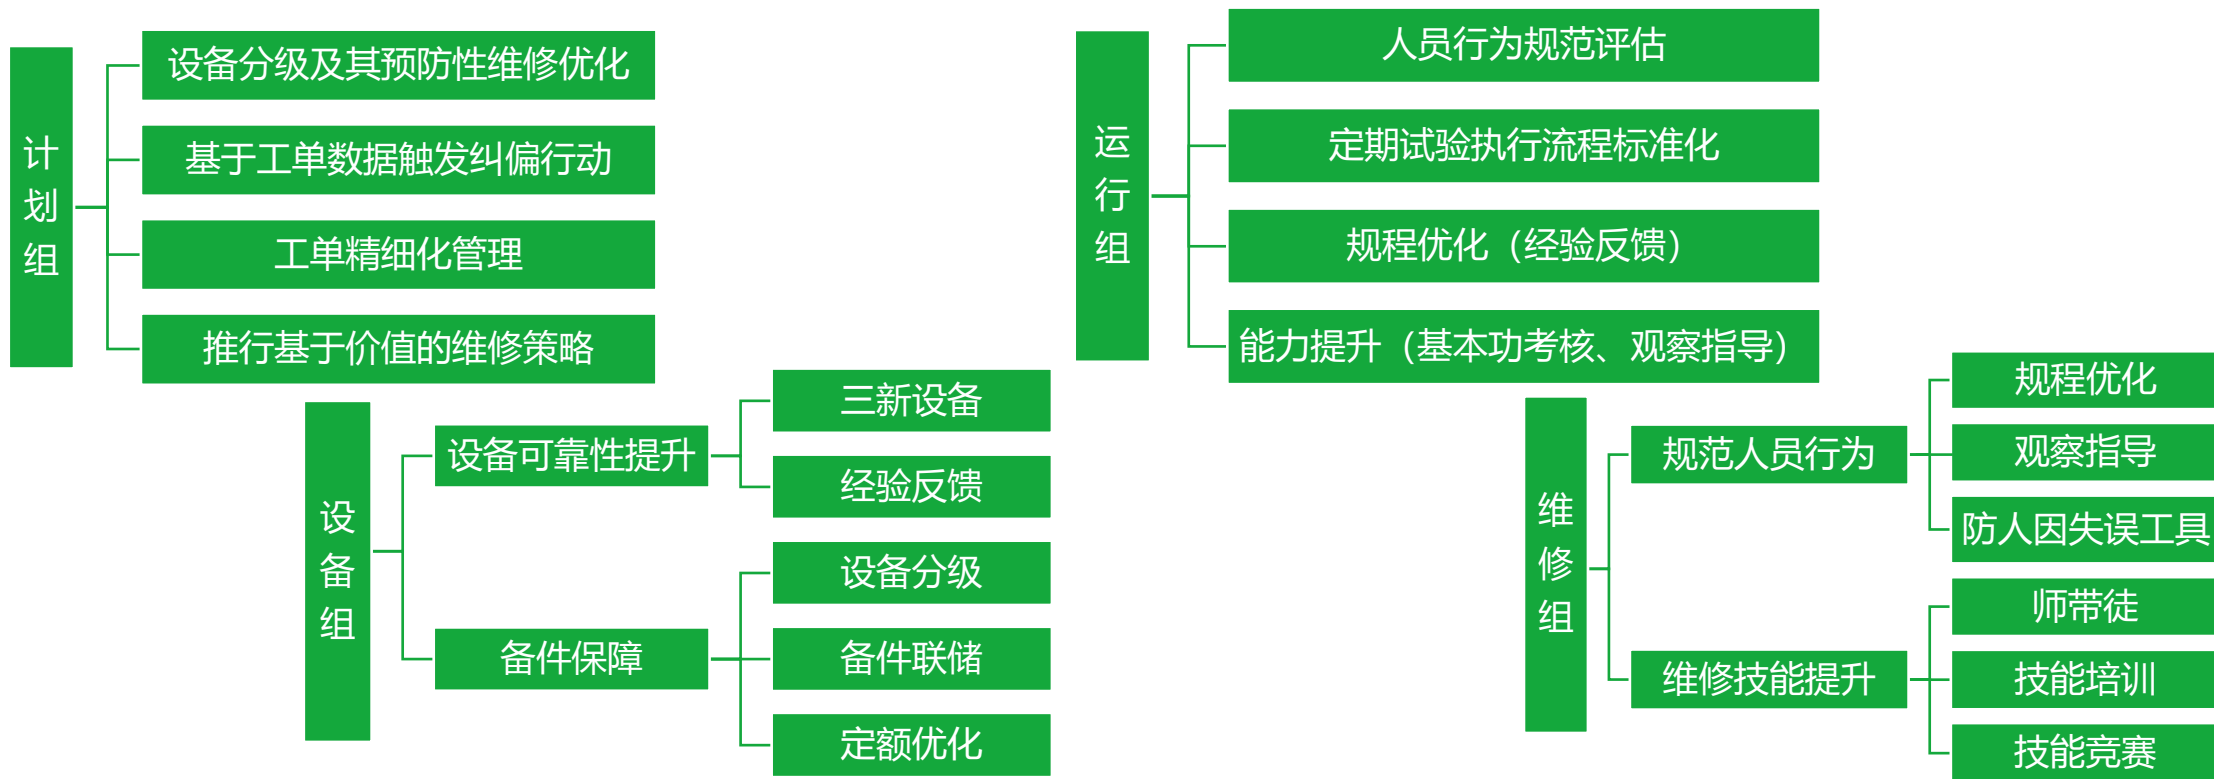 计划组
设备分级及其预防性维修优化
基于工单数据触发纠偏行动
工单精细化管理
推行基于价值的维修策略
运行组
人员行为规范评估
定期试验执行流程标准化
规程优化（经验反馈）
能力提升（基本功考核、观察指导）
设备组
设备可靠性提升
三新设备
经验反馈
备件保障
设备分级
备件联储
定额优化
维修组
规范人员行为
规程优化
观察指导
防人因失误工具
维修技能提升
师带徒
技能培训
技能竞赛